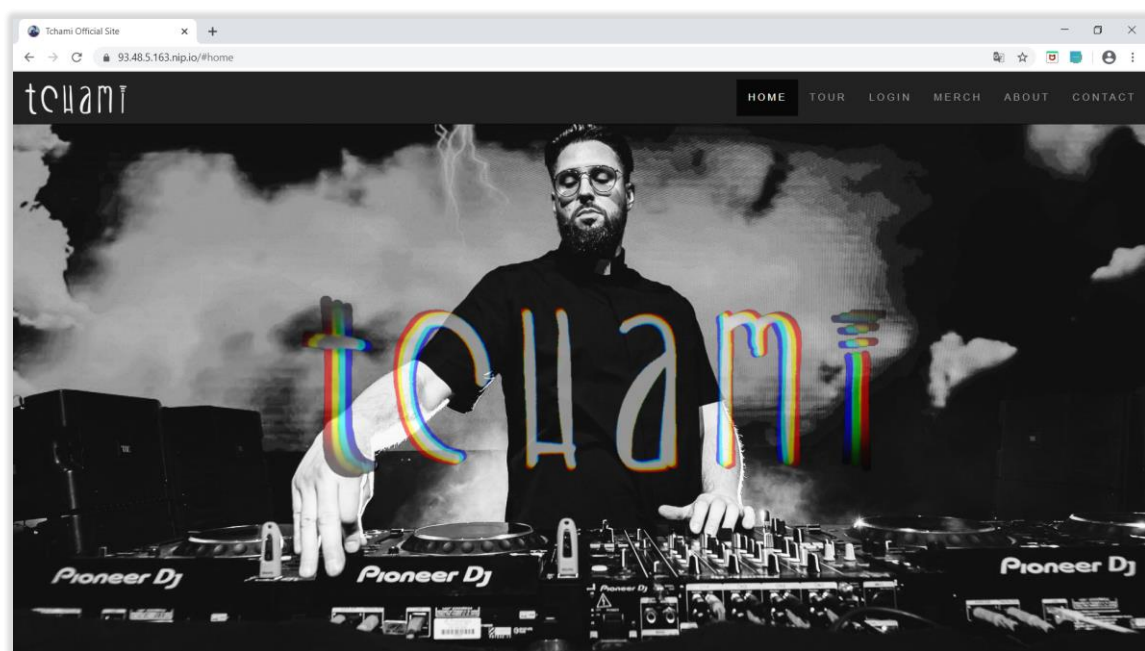 Tchami Official Site
93.48.5.163.nip.io/#home
tchami
HOME TOUR LOGIN MERCH ABOUT CONTACT
tchami
Pioneer Dj
Pioneer Dj
Pioneer Dj
Pioneer Dj